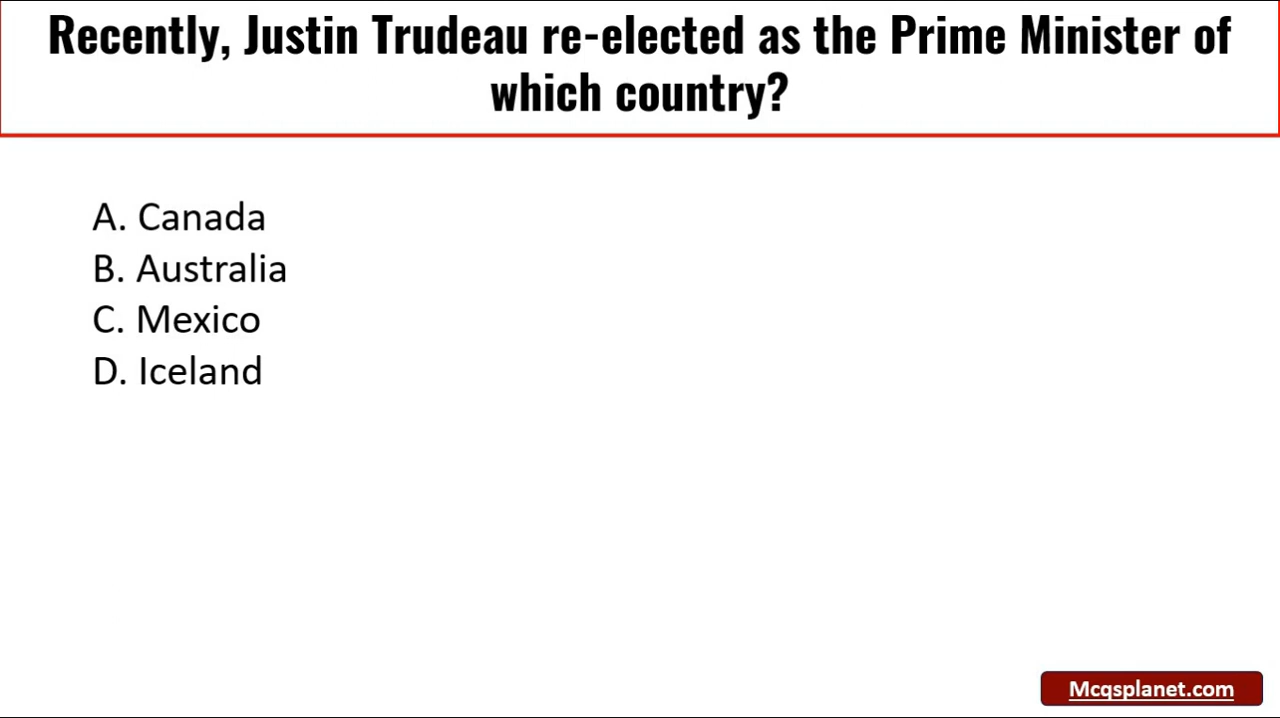 Recently, Justin Trudeau re-elected as the Prime Minister of
which country?
A. Canada
B. Australia
C. Mexico
D. Iceland
Mcqsplanet.com